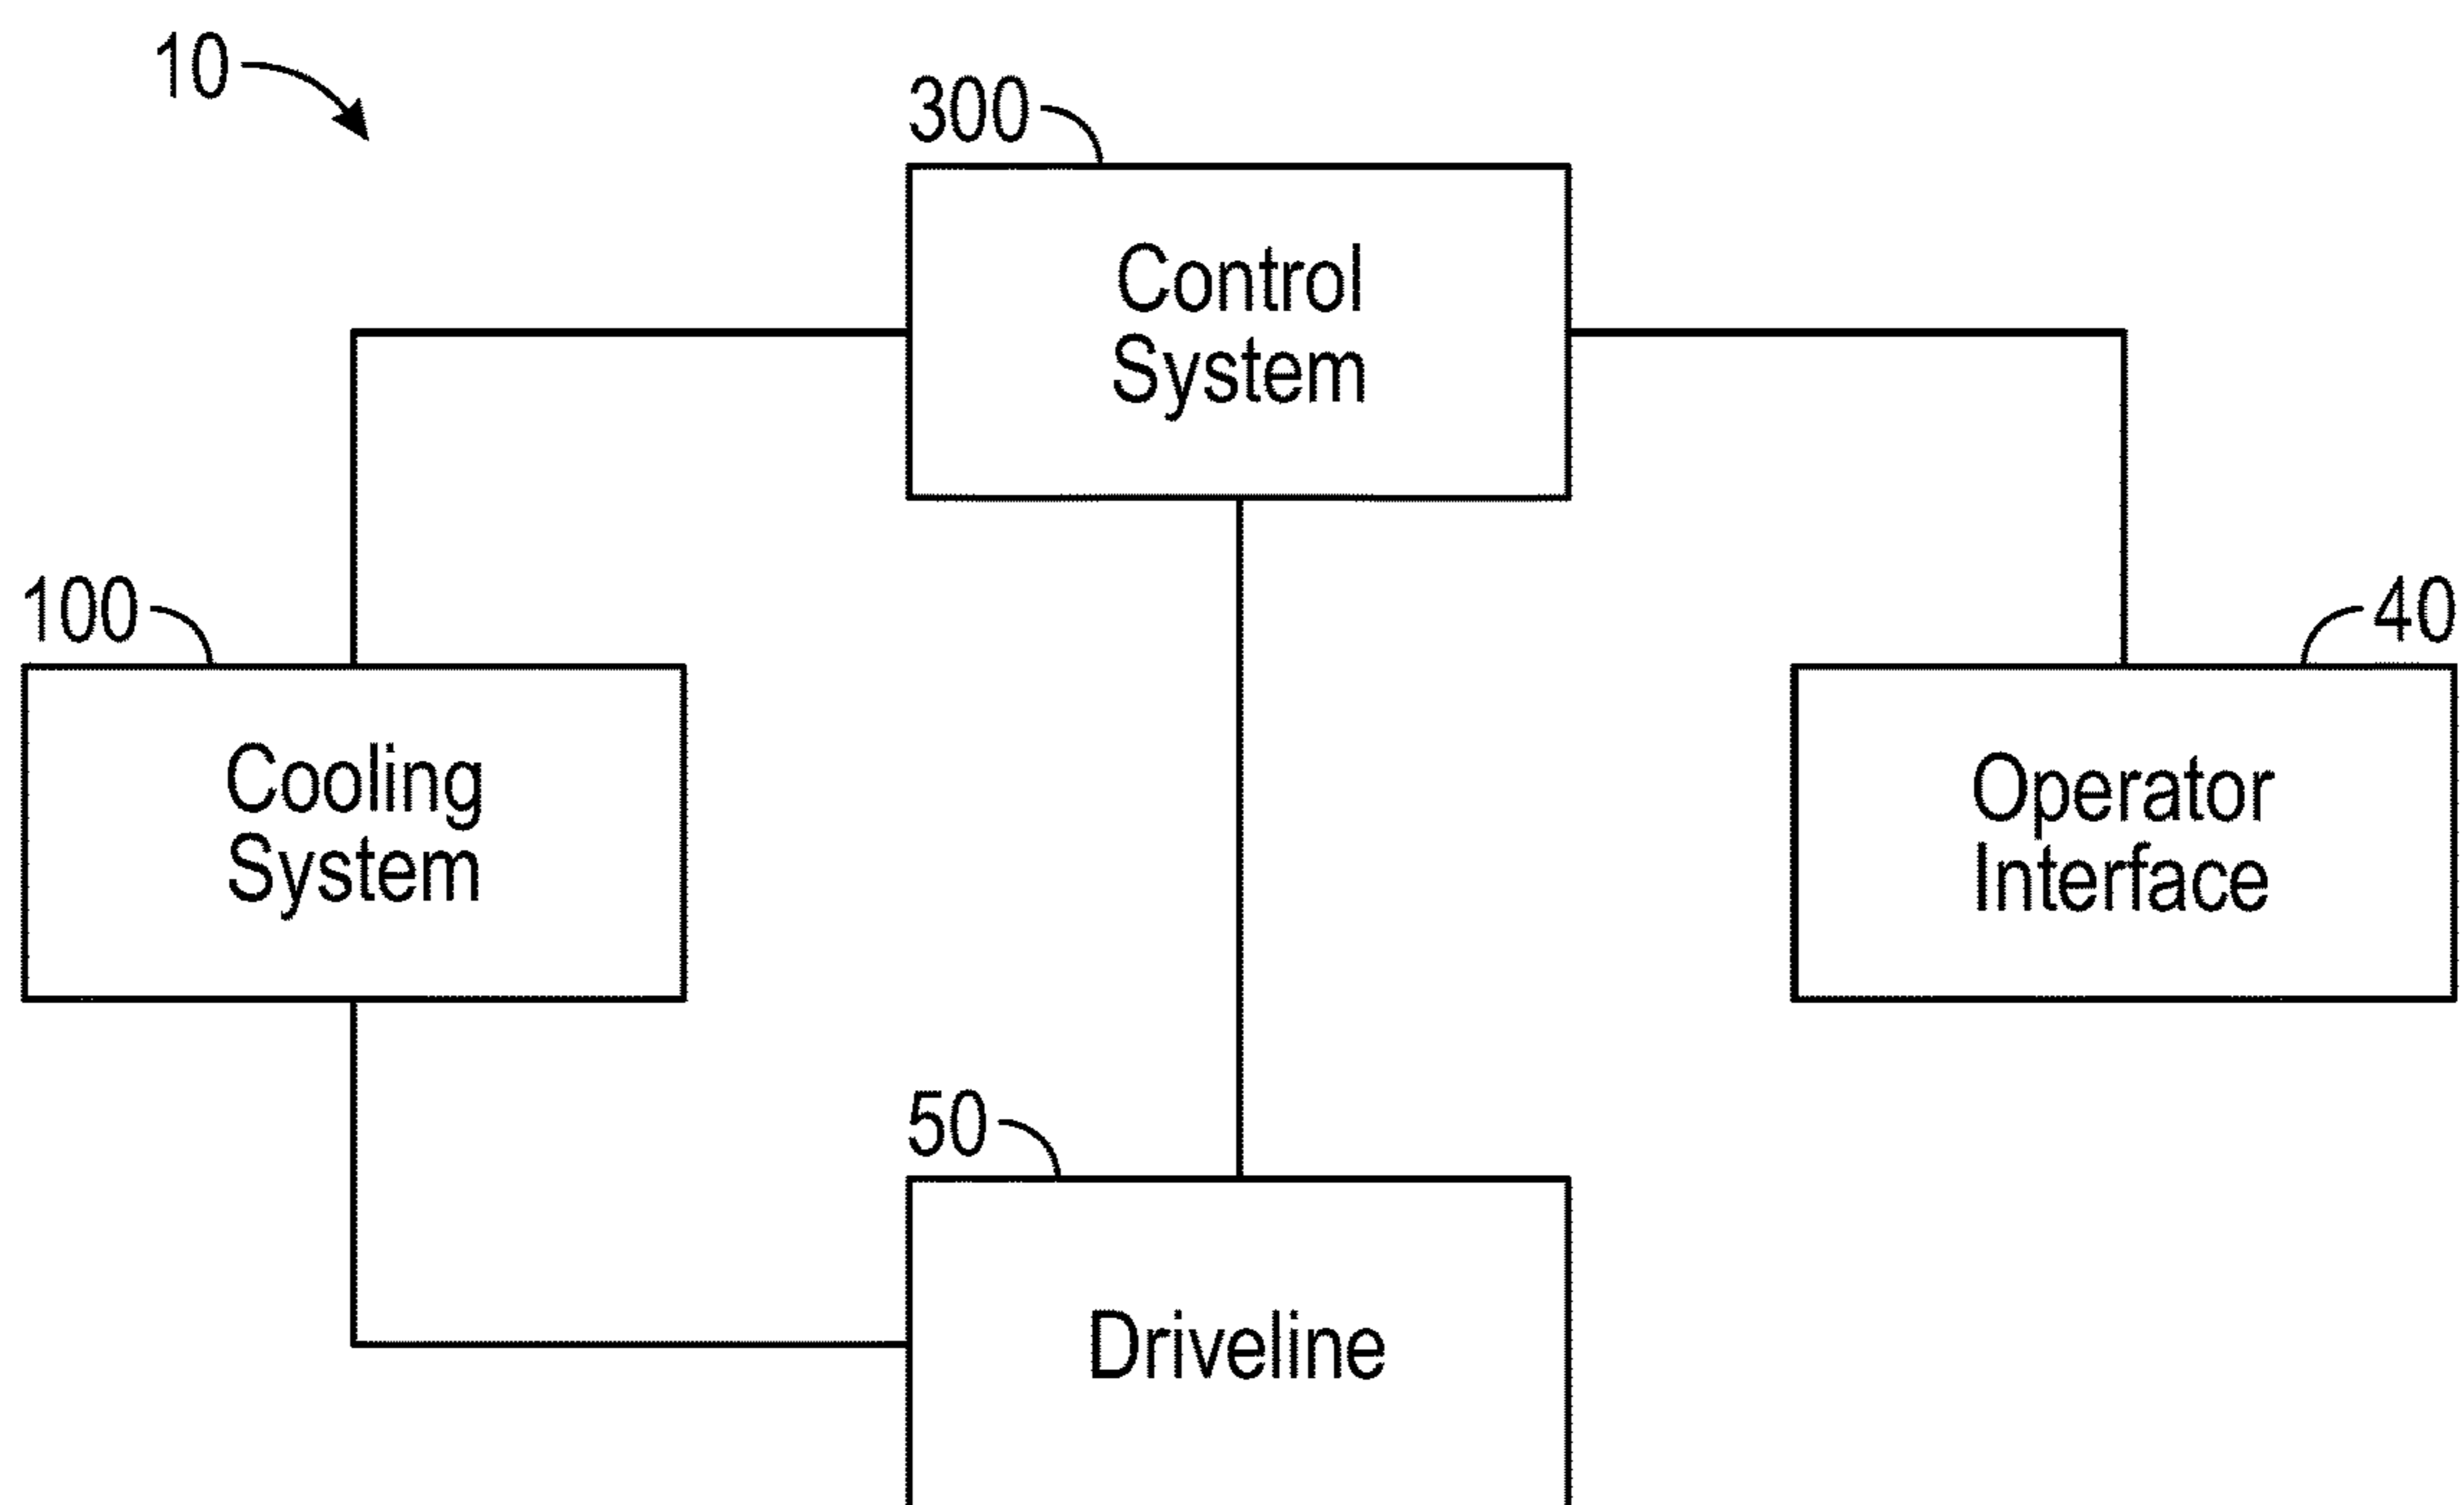 10
300
Control
System
100
Cooling
System
40
Operator
Interface
50
Driveline